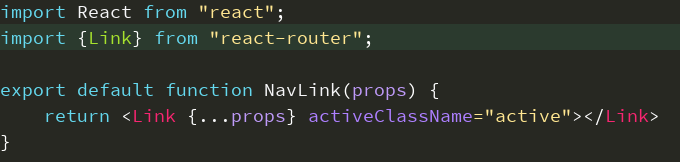 import React from "react";
import {Link} from "react-router";

export default function NavLink(props) {
    return <Link {...props} activeClassName="active"></Link>
}